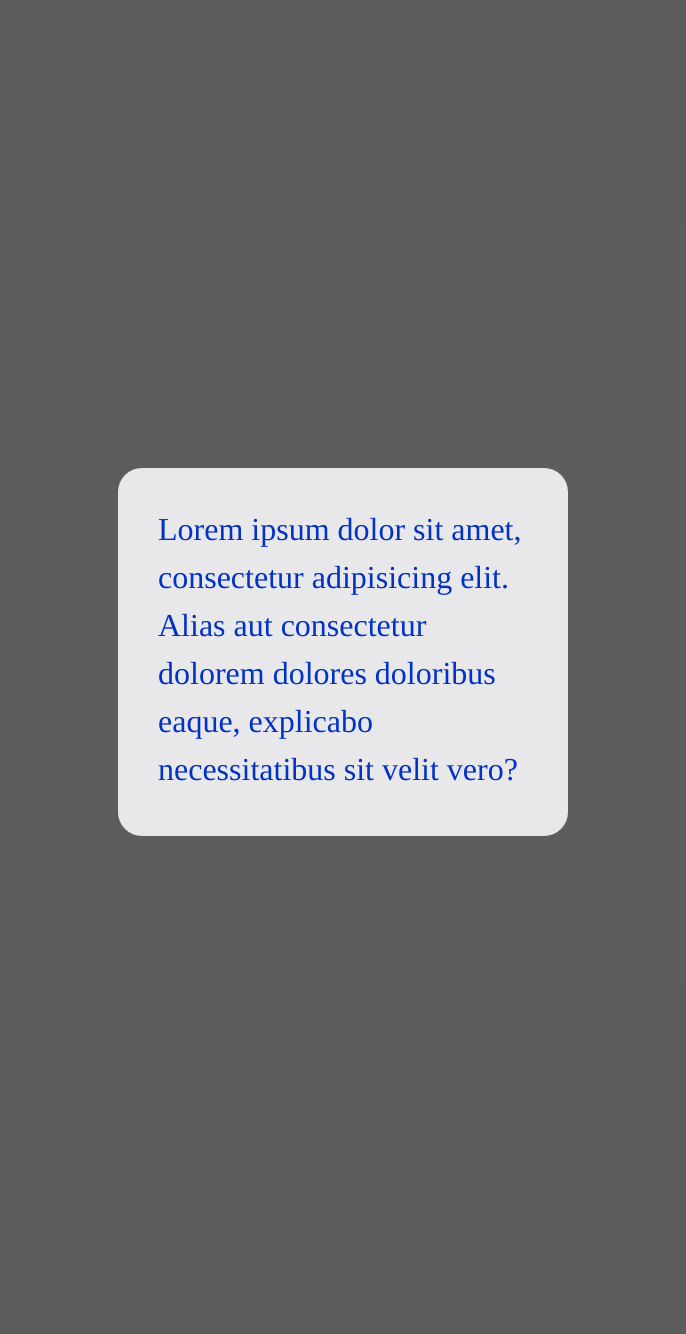 Lorem ipsum dolor sit amet,
consectetur adipisicing elit.
Alias aut consectetur
dolorem dolores doloribus
eaque, explicabo
necessitatibus sit velit vero?